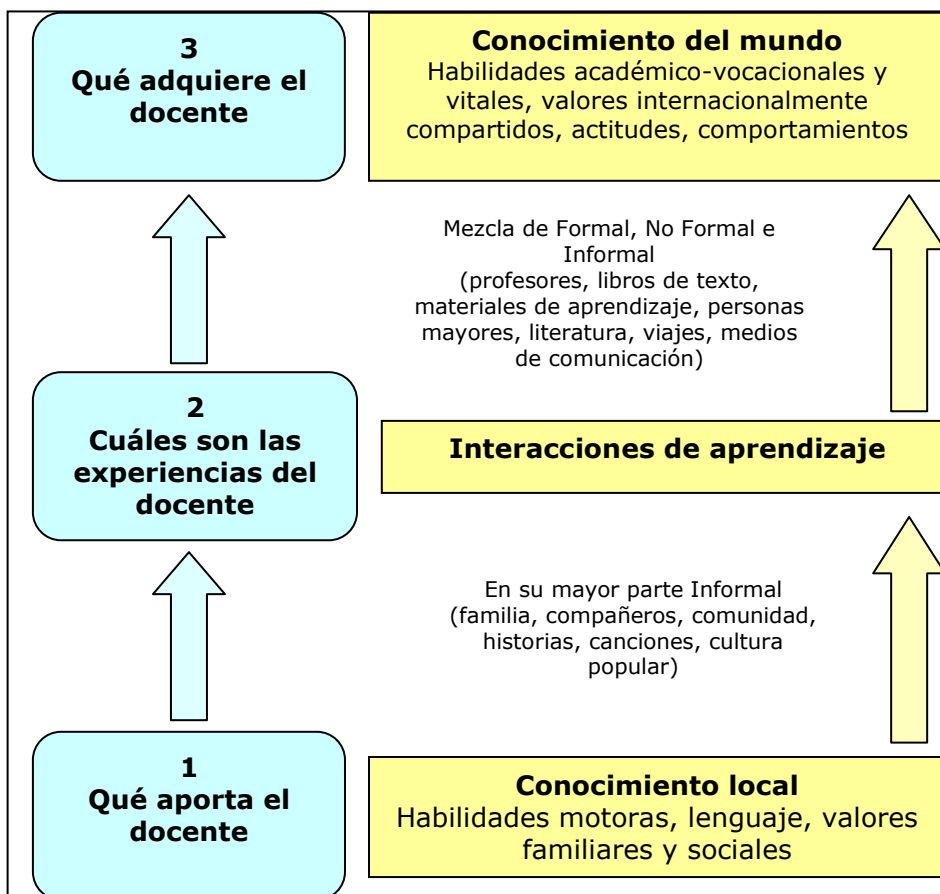 3
Qué adquiere el
docente
Conocimiento del mundo
Habilidades académico-vocacionales y
vitales, valores internacionalmente
compartidos, actitudes, comportamientos
Mezcla de Formal, No Formal e
Informal
(profesores, libros de texto,
materiales de aprendizaje, personas
mayores, literatura, viajes, medios
de comunicación)
2
Cuáles son las
experiencias del
docente
Interacciones de aprendizaje
En su mayor parte Informal
(familia, compañeros, comunidad,
historias, canciones, cultura
popular)
1
Qué aporta el
docente
Conocimiento local
Habilidades motoras, lenguaje, valores
familiares y sociales